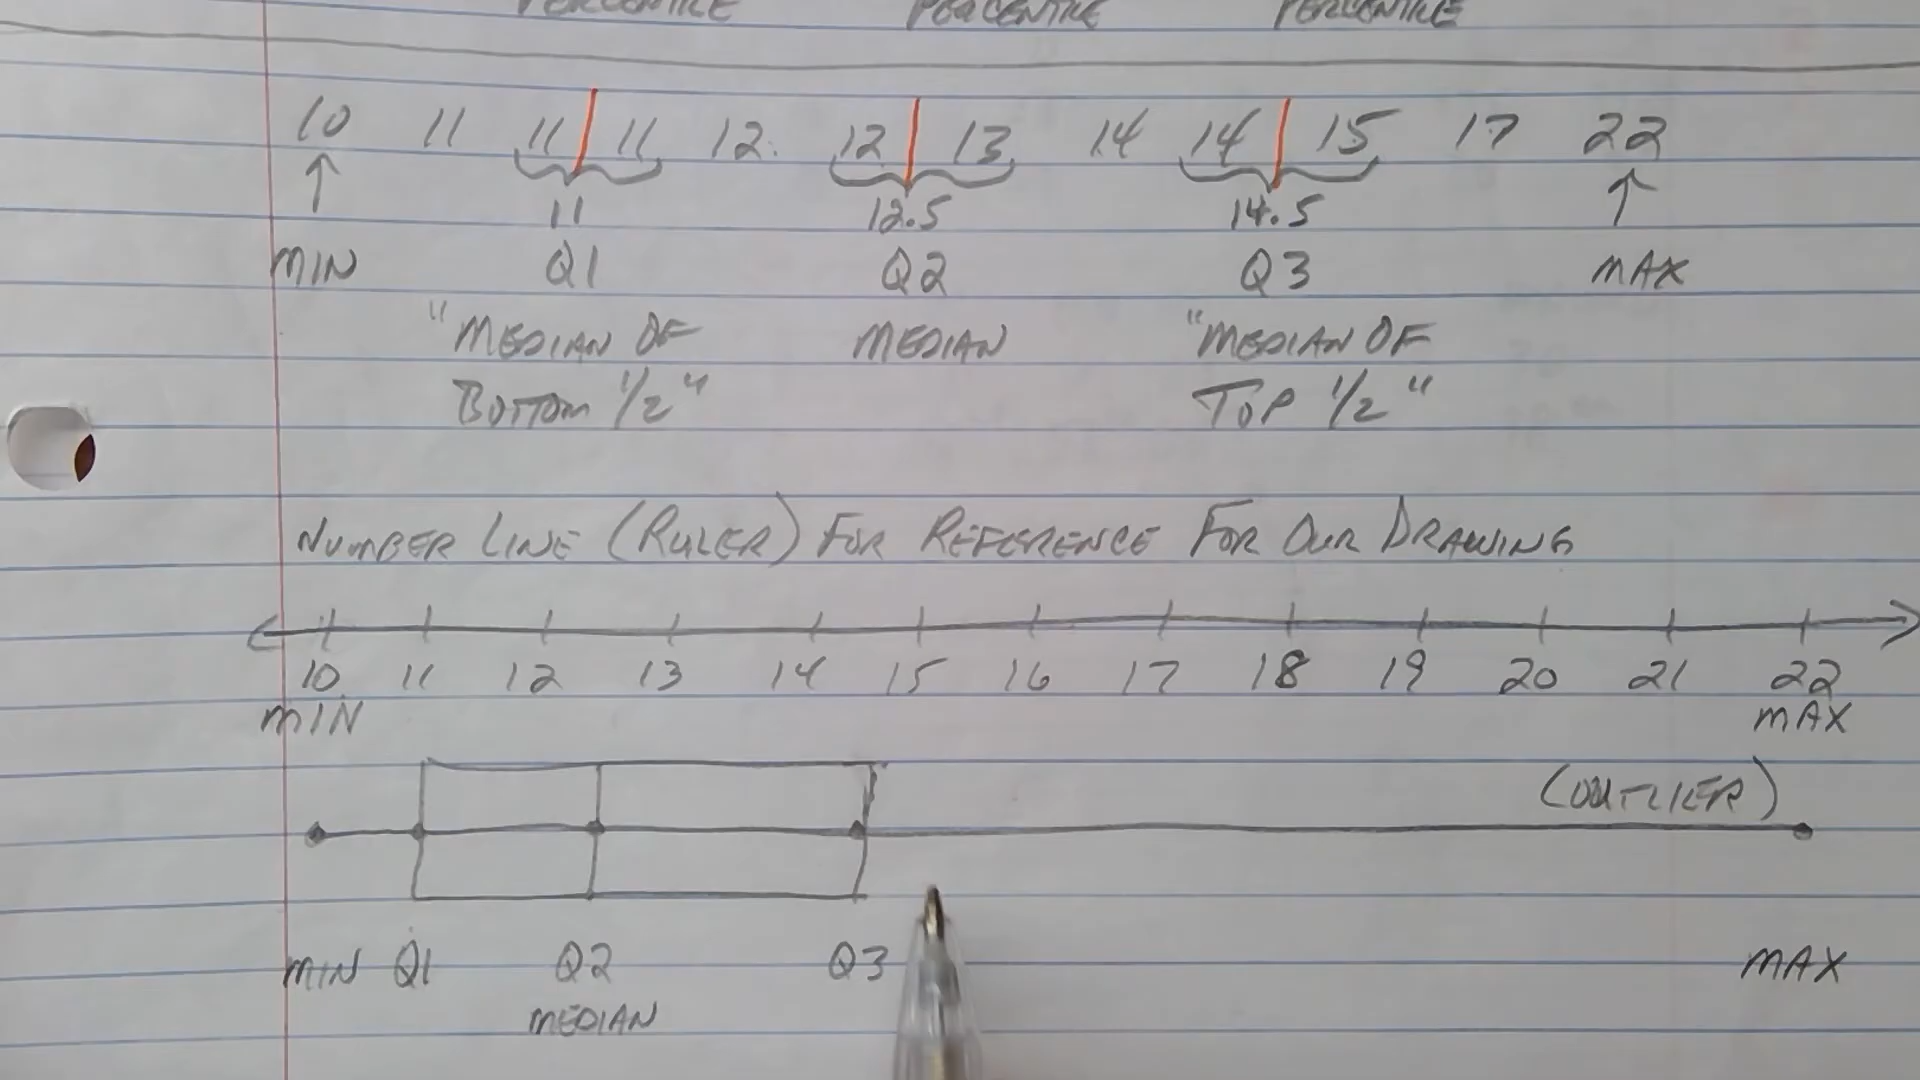 PERCENTILE PERCENTILE PERCENTILE
10 11 11 11 12. 12 13 14 14 15 17 22
11 12.5 14.5
MIN Q1 Q2 Q3 MAX
"MEDIAN OF MEDIAN "MEDIAN OF
BOTTOM 1/2" TOP 1/2"
NUMBER LINE (RULER) FOR REFERENCE FOR OUR DRAWING
10 11 12 13 14 15 16 17 18 19 20 21 22
MIN MAX
(OUTLIER)
MIN Q1 Q2 Q3 MAX
MEDIAN